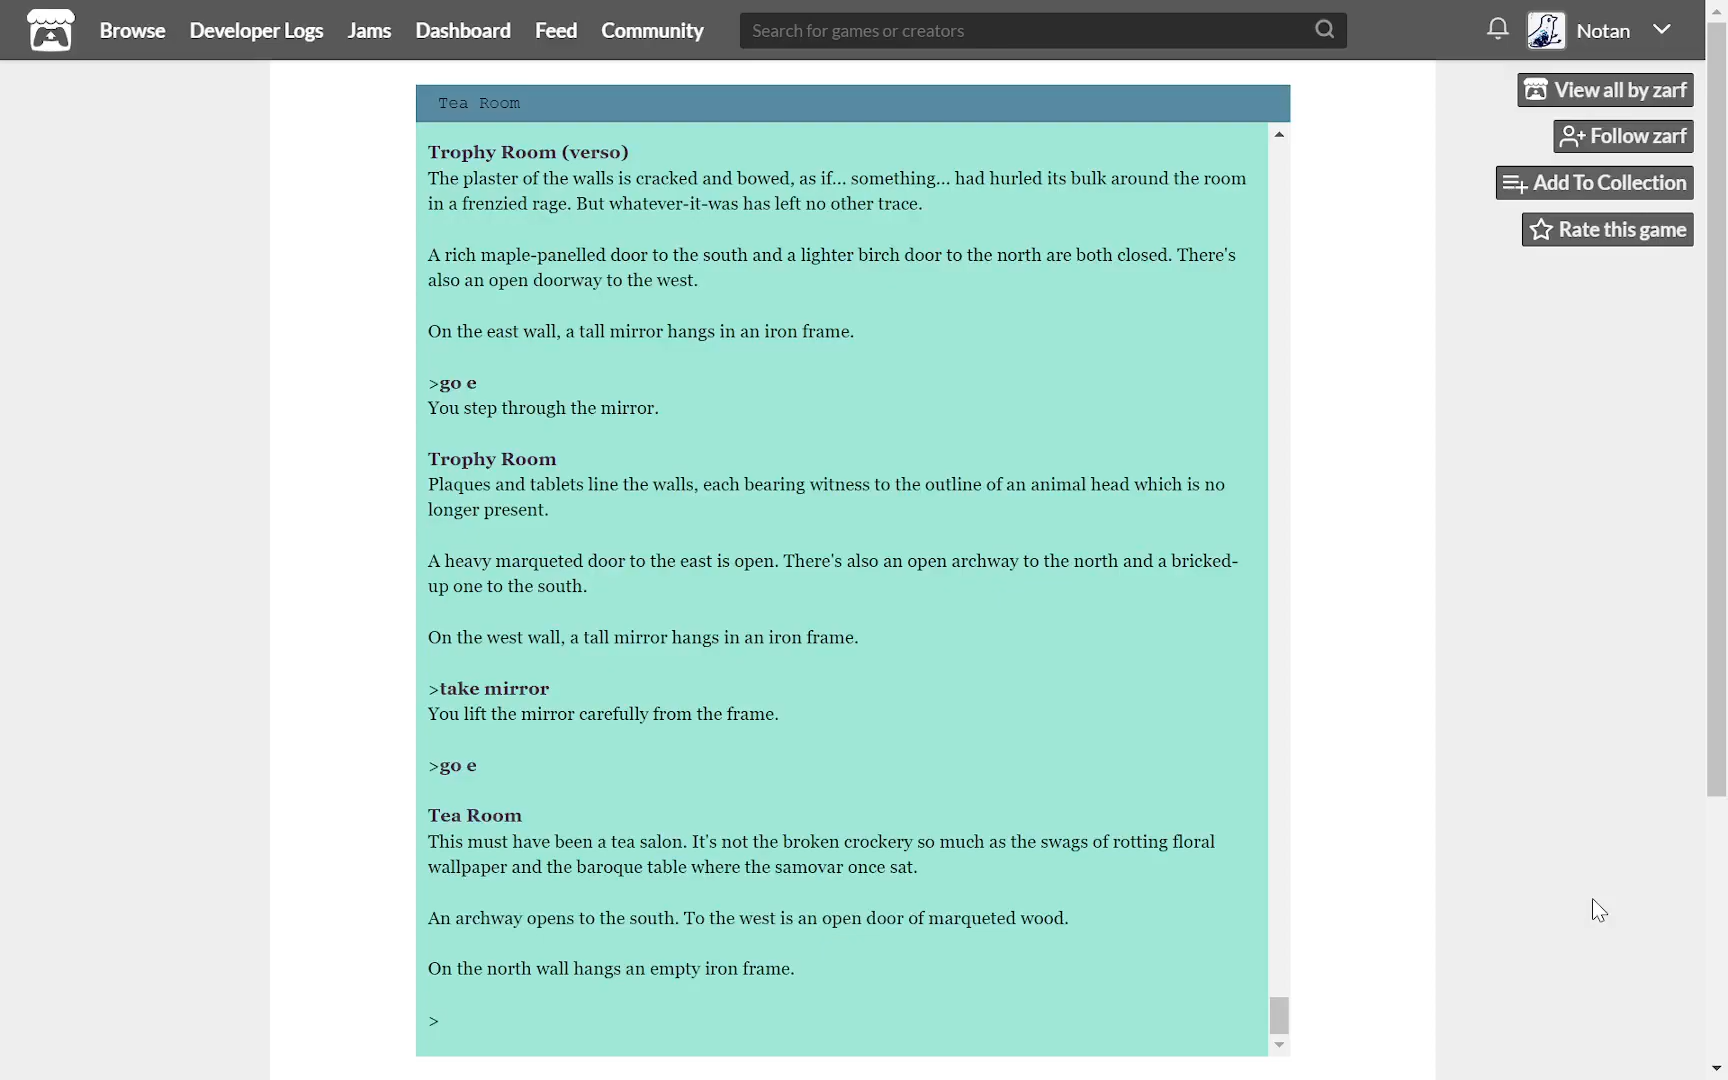 Browse Developer Logs Jams Dashboard Feed Community Search for games or creators Notan
View all by zarf
Follow zarf
Add To Collection
Rate this game
Tea Room
Trophy Room (verso)
The plaster of the walls is cracked and bowed, as if... something... had hurled its bulk around the room
in a frenzied rage. But whatever-it-was has left no other trace.
A rich maple-panelled door to the south and a lighter birch door to the north are both closed. There's
also an open doorway to the west.
On the east wall, a tall mirror hangs in an iron frame.
>go e
You step through the mirror.
Trophy Room
Plaques and tablets line the walls, each bearing witness to the outline of an animal head which is no
longer present.
A heavy marqueted door to the east is open. There's also an open archway to the north and a bricked-
up one to the south.
On the west wall, a tall mirror hangs in an iron frame.
>take mirror
You lift the mirror carefully from the frame.
>go e
Tea Room
This must have been a tea salon. It's not the broken crockery so much as the swags of rotting floral
wallpaper and the baroque table where the samovar once sat.
An archway opens to the south. To the west is an open door of marqueted wood.
On the north wall hangs an empty iron frame.
>